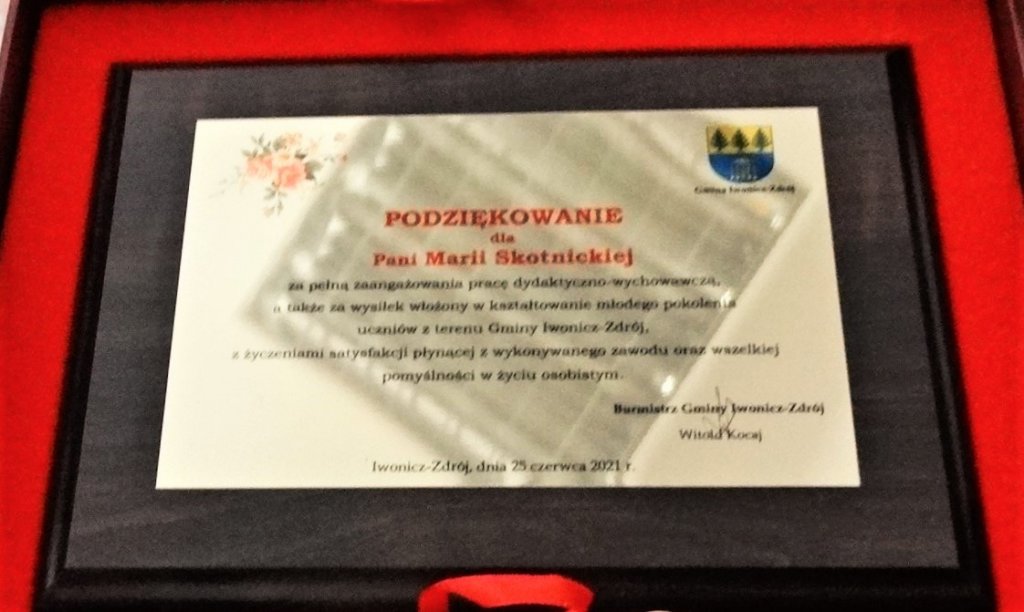 Gmina Iwonicz-Zdrój
PODZIĘKOWANIE
dla
Pani Marii Skotnickiej
za pełną zaangażowania pracę dydaktyczno-wychowawczą,
a także za wysiłek włożony w kształtowanie młodego pokolenia
uczniów z terenu Gminy Iwonicz-Zdrój,
z życzeniami satysfakcji płynącej z wykonywanego zawodu oraz wszelkiej
pomyślności w życiu osobistym.
Burmistrz Gminy Iwonicz-Zdrój
Witold Kocaj
Iwonicz-Zdrój, dnia 25 czerwca 2021 r.